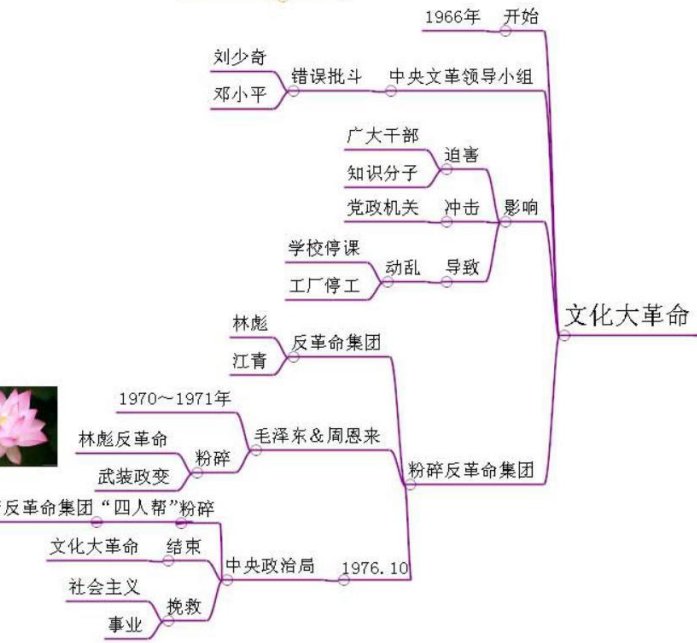 1966年 开始
刘少奇
错误批斗 中央文革领导小组
邓小平
广大干部
迫害
知识分子
党政机关 冲击 影响
学校停课
动乱 导致
工厂停工
文化大革命
林彪
反革命集团
江青
1970～1971年
毛泽东&周恩来
林彪反革命
粉碎
武装政变
粉碎反革命集团
反革命集团“四人帮”粉碎
文化大革命 结束
中央政治局 1976.10
社会主义
挽救
事业